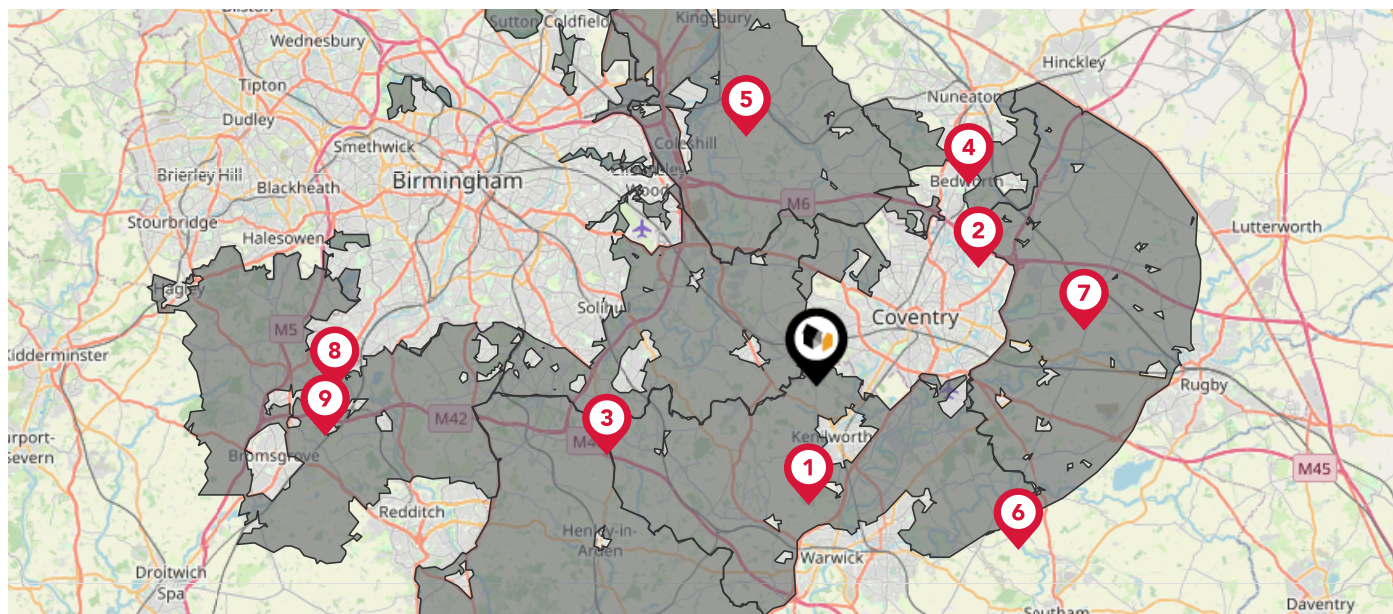 Sutton Coldfield
Kingsbury
Wednesbury
Hinckley
Tipton
Nuneaton
5
Dudley
Smethwick
Coleshill
4
Brierley Hill
Birmingham
Blackheath
Wood
Bedworth
M6
Stourbridge
Lutterworth
2
Halesowen
Hagley
7
Solihull
Coventry
M5
8
Kidderminster
Rugby
9
M42
3
M4
Kenilworth
Bromsgrove
1
M45
Redditch
6
Henley-in-
Arden
Warwick
Droitwich
Spa
Southam
Daventry